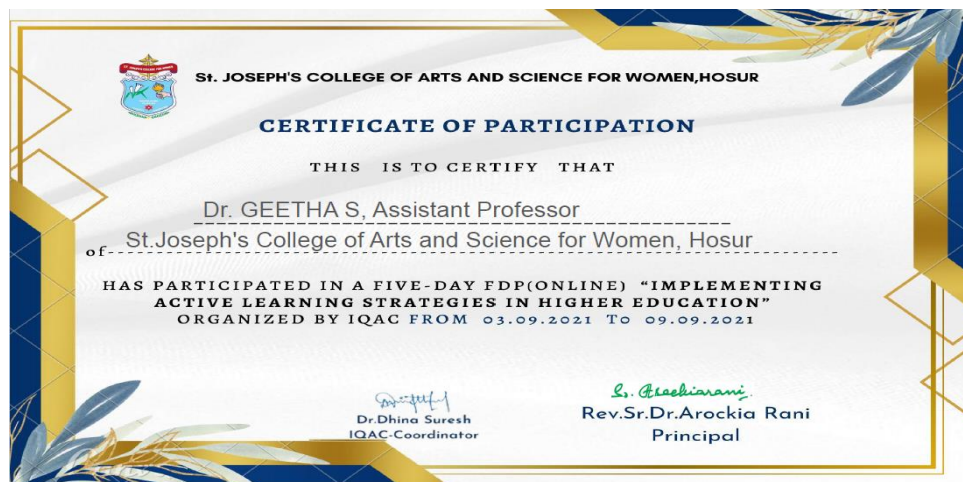 St. JOSEPH'S COLLEGE OF ARTS AND SCIENCE FOR WOMEN,HOSUR
CERTIFICATE OF PARTICIPATION
THIS IS TO CERTIFY THAT
Dr. GEETHA S, Assistant Professor
of St.Joseph's College of Arts and Science for Women, Hosur
HAS PARTICIPATED IN A FIVE-DAY FDP(ONLINE) “IMPLEMENTING
ACTIVE LEARNING STRATEGIES IN HIGHER EDUCATION”
ORGANIZED BY IQAC FROM 03.09.2021 To 09.09.2021
Dr.Dhina Suresh
IQAC-Coordinator
Rev.Sr.Dr.Arockia Rani
Principal